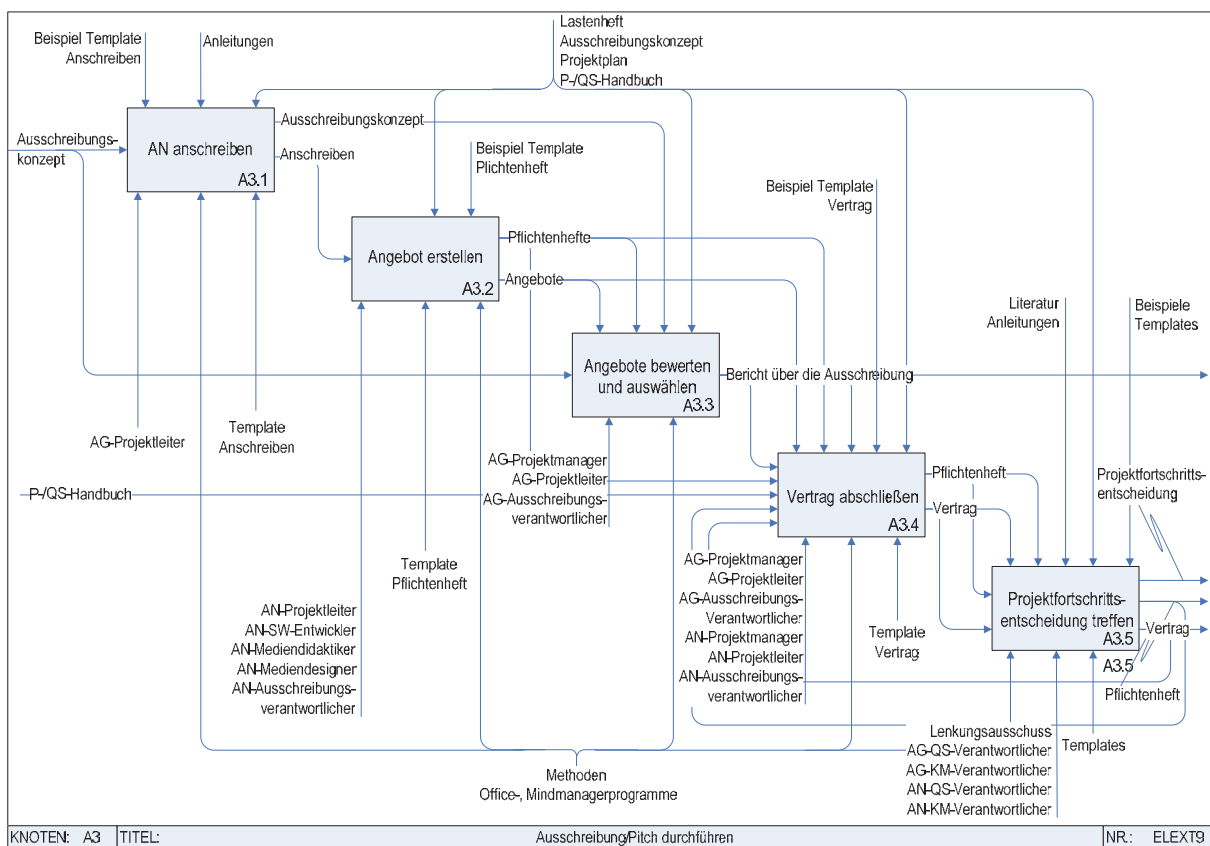 Lastenheft
Ausschreibungskonzept
Projektplan
P-/QS-Handbuch
Beispiel Template
Anschreiben
Anleitungen
Ausschreibungs-
konzept
AN anschreiben
A3.1
Ausschreibungskonzept
Anschreiben
Beispiel Template
Plichtenheft
Beispiel Template
Vertrag
Angebot erstellen
A3.2
Pflichtenhefte
Angebote
Literatur
Anleitungen
Beispiele
Templates
Angebote bewerten
und auswählen
A3.3
Bericht über die Ausschreibung
AG-Projektleiter
Template
Anschreiben
AG-Projektmanager
AG-Projektleiter
AG-Ausschreibungs-
verantwortlicher
P-/QS-Handbuch
Vertrag abschließen
A3.4
Pflichtenheft
Vertrag
Projektfortschritts-
entscheidung
Template
Pflichtenheft
AN-Projektleiter
AN-SW-Entwickler
AN-Mediendidaktiker
AN-Mediendesigner
AN-Ausschreibungs-
verantwortlicher
AG-Projektmanager
AG-Projektleiter
AG-Ausschreibungs-
Verantwortlicher
AN-Projektmanager
AN-Projektleiter
AN-Ausschreibungs-
verantwortlicher
Template
Vertrag
Projektfortschritts-
entscheidung treffen
A3.5
A3.5
Vertrag
Pflichtenheft
Lenkungsausschuss
AG-QS-Verantwortlicher
AG-KM-Verantwortlicher
AN-QS-Verantwortlicher
AN-KM-Verantwortlicher
Templates
Methoden
Office-, Mindmanagerprogramme
KNOTEN: A3 TITEL: Ausschreibung/Pitch durchführen NR.: ELEXT9